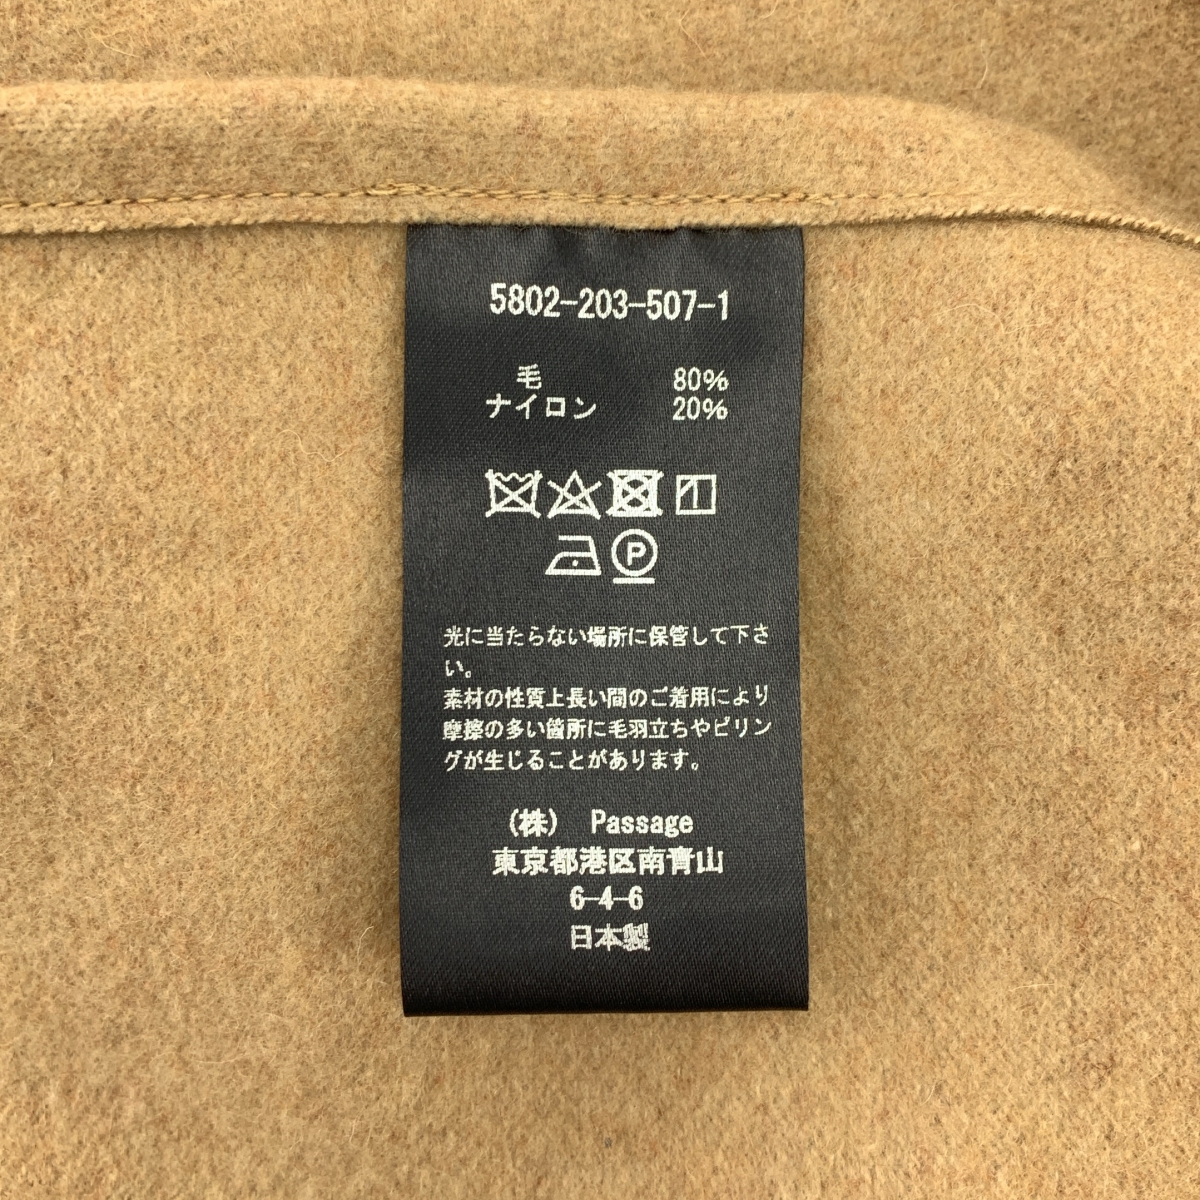 5802-203-507-1
毛 80%
ナイロン 20%
P
光に当たらない場所に保管して下さ
い。
素材の性質上長い間のご着用により
摩擦の多い箇所に毛羽立ちやピリン
グが生じることがあります。
(株) Passage
東京都港区南青山
6-4-6
日本製